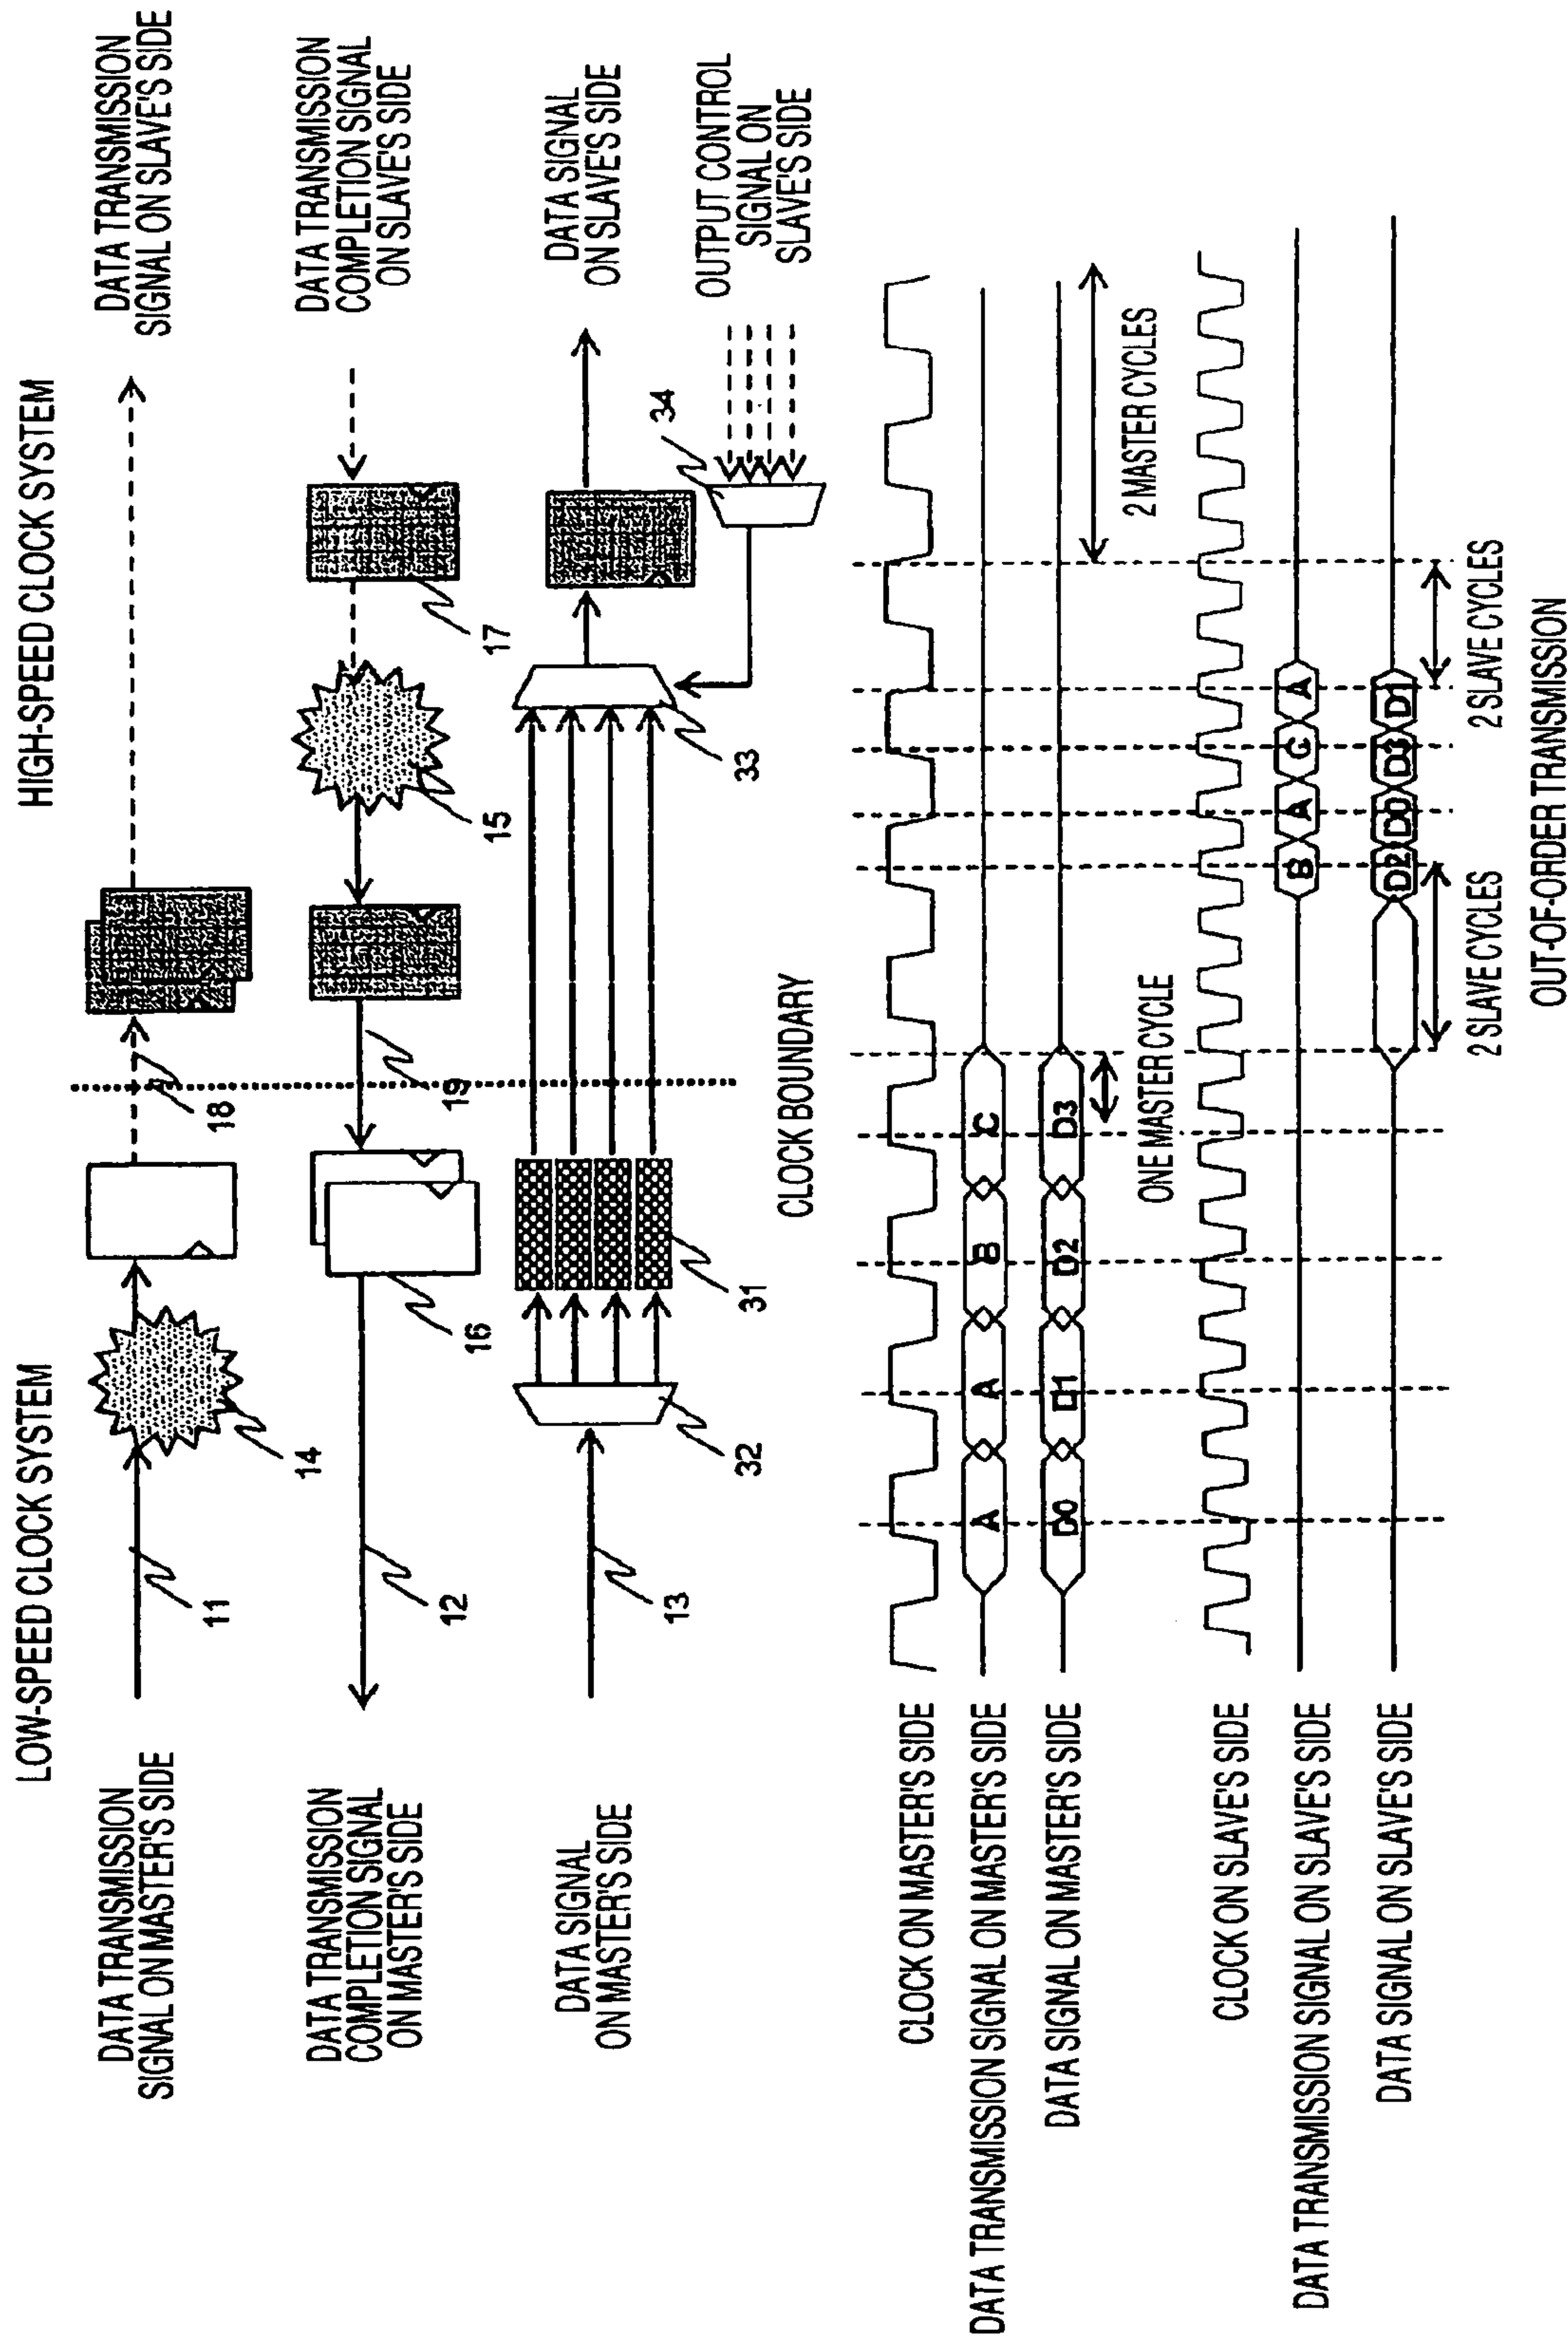 LOW-SPEED CLOCK SYSTEM
HIGH-SPEED CLOCK SYSTEM
DATA TRANSMISSION
SIGNAL ON MASTER'S SIDE
11
14
18
DATA TRANSMISSION
SIGNAL ON SLAVE'S SIDE
DATA TRANSMISSION
COMPLETION SIGNAL
ON MASTER'S SIDE
12
16
19
15
17
DATA TRANSMISSION
COMPLETION SIGNAL
ON SLAVE'S SIDE
DATA SIGNAL
ON MASTER'S SIDE
13
32
31
33
34
DATA SIGNAL
ON SLAVE'S SIDE
OUTPUT CONTROL
SIGNAL ON
SLAVE'S SIDE
CLOCK BOUNDARY
CLOCK ON MASTER'S SIDE
DATA TRANSMISSION SIGNAL ON MASTER'S SIDE
A A B C
DATA SIGNAL ON MASTER'S SIDE
D0 D1 D2 D3
ONE MASTER CYCLE
2 MASTER CYCLES
CLOCK ON SLAVE'S SIDE
DATA TRANSMISSION SIGNAL ON SLAVE'S SIDE
B A C A
DATA SIGNAL ON SLAVE'S SIDE
D2 D0 D3 D1
2 SLAVE CYCLES
2 SLAVE CYCLES
OUT-OF-ORDER TRANSMISSION